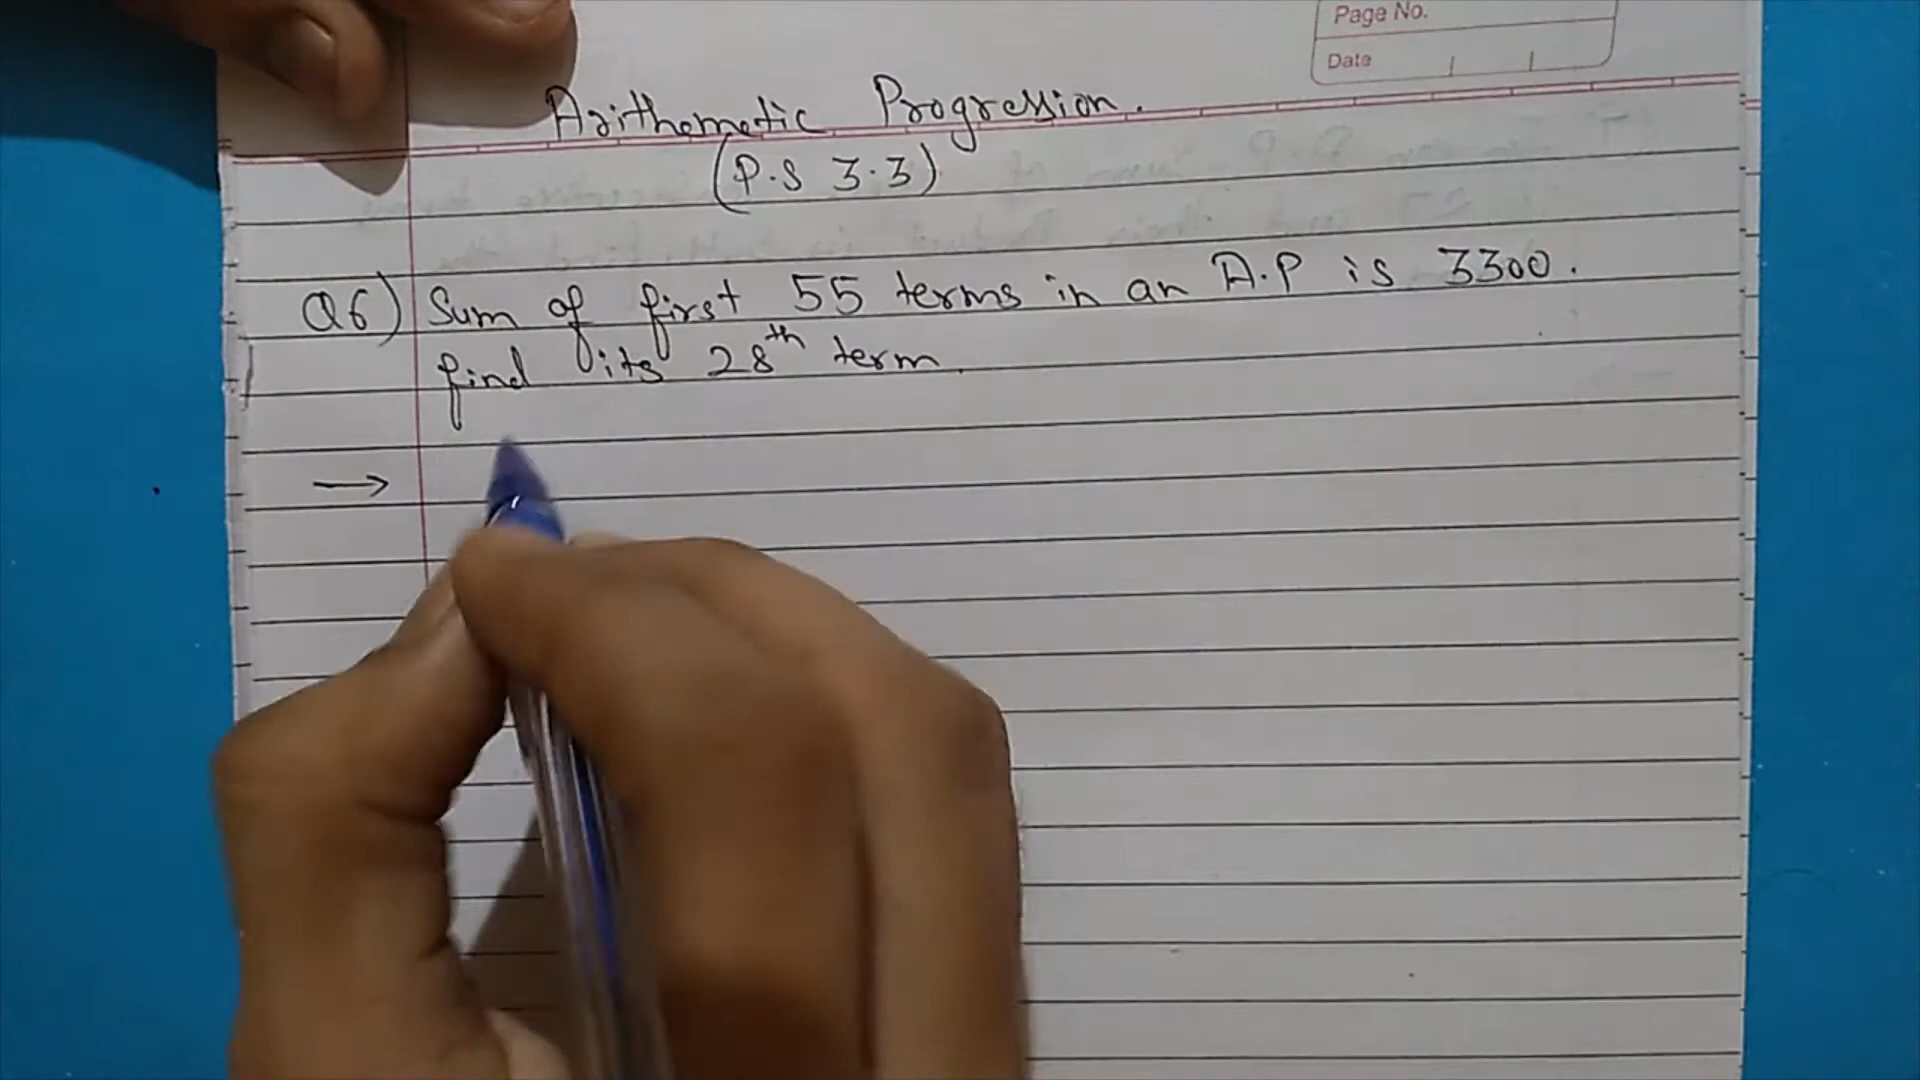 Page No.
Date
Arithemetic Progression.
(P.S 3.3)
Q6) Sum of first 55 terms in an A.P is 3300.
find its 28th term.
→